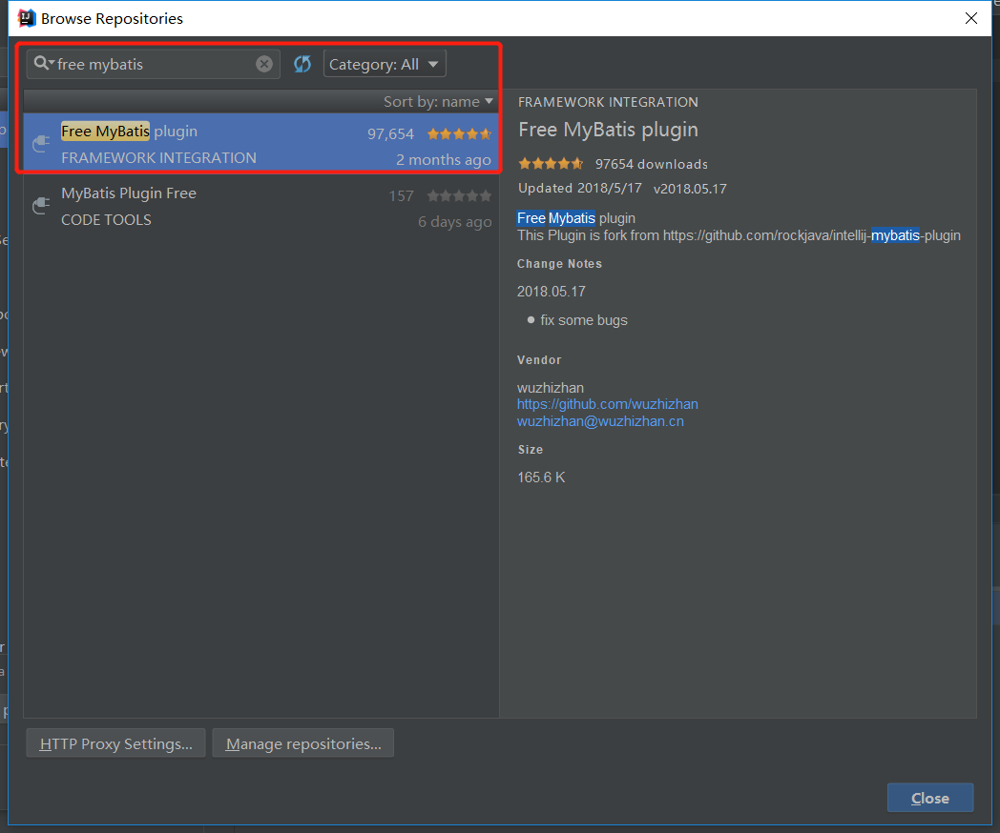 Browse Repositories
free mybatis
Category: All
Sort by: name
Free MyBatis plugin
97,654
FRAMEWORK INTEGRATION
2 months ago
MyBatis Plugin Free
157
CODE TOOLS
6 days ago
FRAMEWORK INTEGRATION
Free MyBatis plugin
97654 downloads
Updated 2018/5/17 v2018.05.17
Free Mybatis plugin
This Plugin is fork from https://github.com/rockjava/intellij-mybatis-plugin
Change Notes
2018.05.17
fix some bugs
Vendor
wuzhizhan
https://github.com/wuzhizhan
wuzhizhan@wuzhizhan.cn
Size
165.6 K
HTTP Proxy Settings...
Manage repositories...
Close